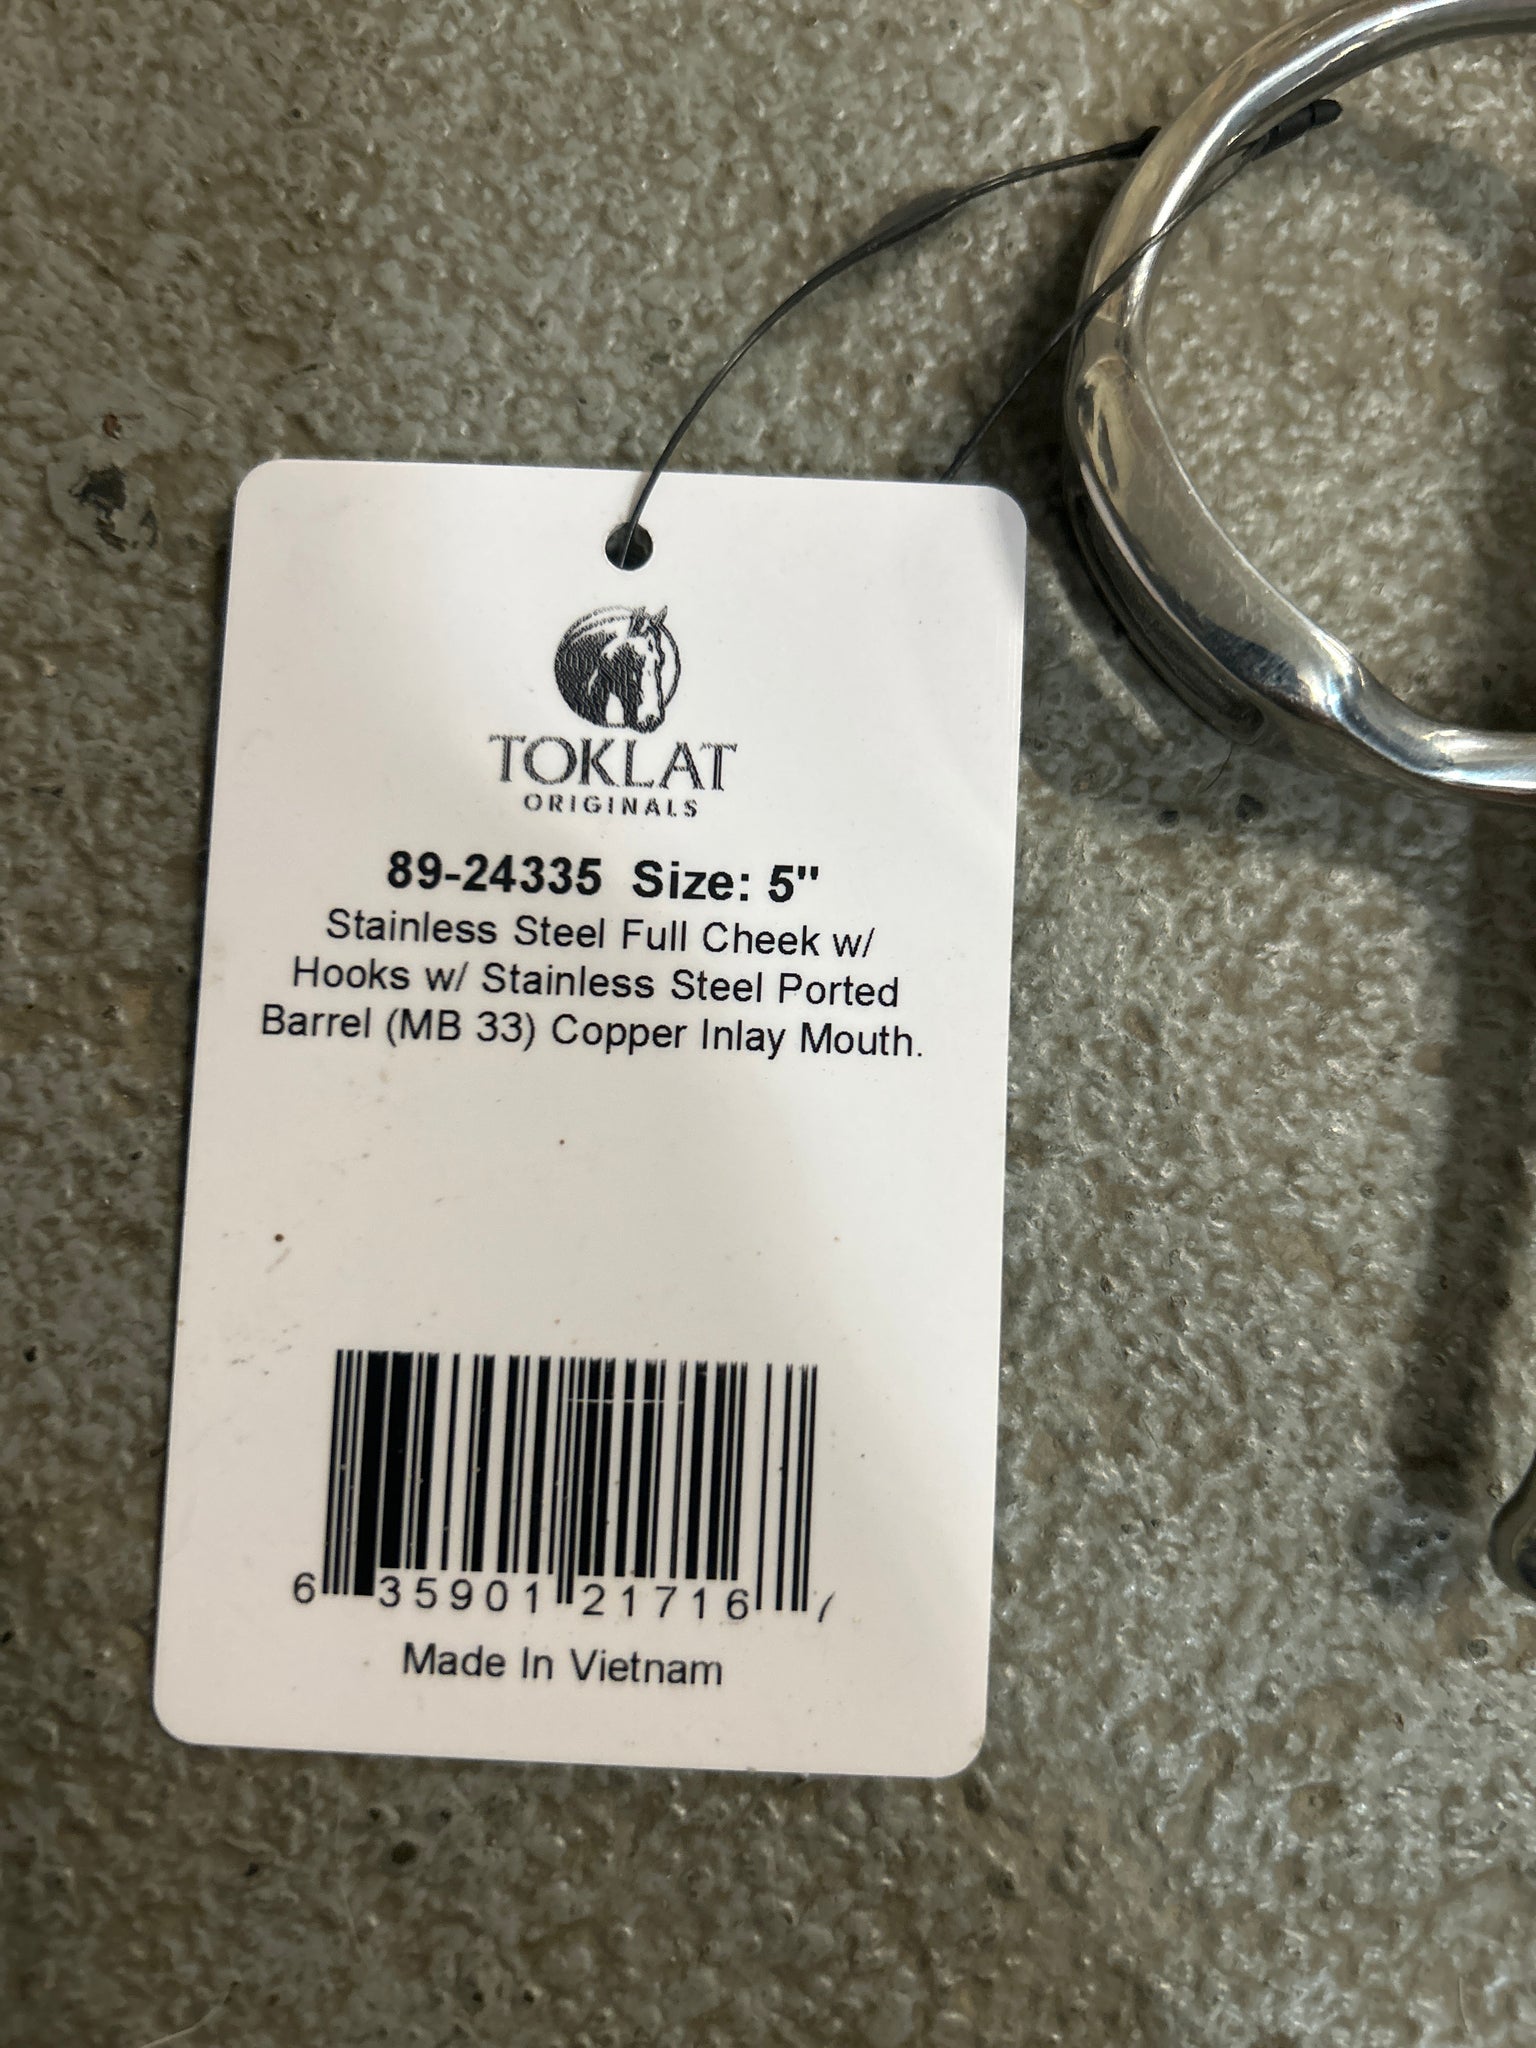 TOKLAT
ORIGINALS
89-24335 Size: 5"
Stainless Steel Full Cheek w/
Hooks w/ Stainless Steel Ported
Barrel (MB 33) Copper Inlay Mouth.
6 35901 21716 7
Made In Vietnam